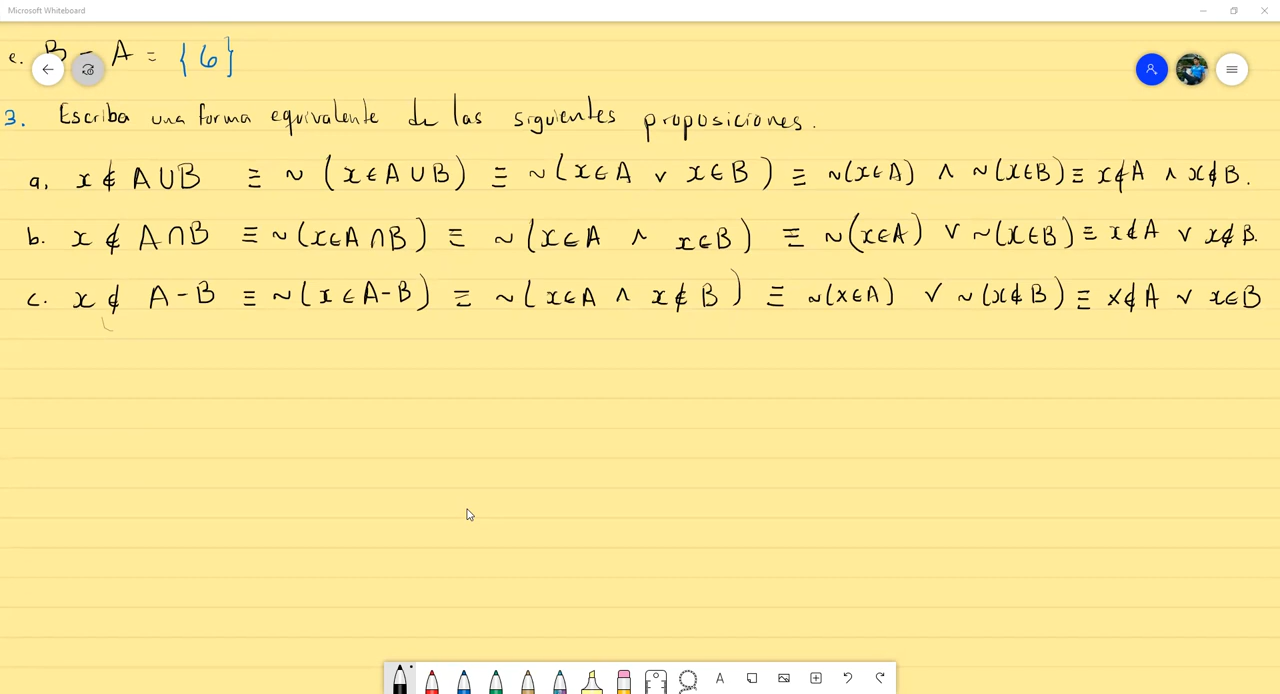 Microsoft Whiteboard
e. B - A = {6}
3. Escriba una forma equivalente de las siguientes proposiciones.
a. x ∉ A ∪ B ≡ ~ (x ∈ A ∪ B) ≡ ~ (x ∈ A ∨ x ∈ B) ≡ ~(x ∈ A) ∧ ~(x ∈ B) ≡ x ∉ A ∧ x ∉ B.
b. x ∉ A ∩ B ≡ ~(x ∈ A ∩ B) ≡ ~ (x ∈ A ∧ x ∈ B) ≡ ~(x ∈ A) ∨ ~(x ∈ B) ≡ x ∉ A ∨ x ∉ B.
c. x ∉ A - B ≡ ~(x ∈ A - B) ≡ ~(x ∈ A ∧ x ∉ B) ≡ ~(x ∈ A) ∨ ~(x ∉ B) ≡ x ∉ A ∨ x ∈ B
A